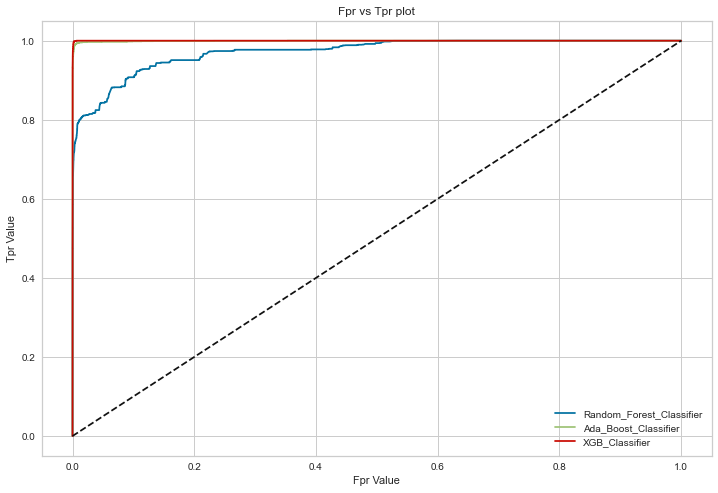 Fpr vs Tpr plot
1.0
0.8
0.6
0.4
0.2
0.0
Tpr Value
0.0 0.2 0.4 0.6 0.8 1.0
Fpr Value
Random_Forest_Classifier
Ada_Boost_Classifier
XGB_Classifier